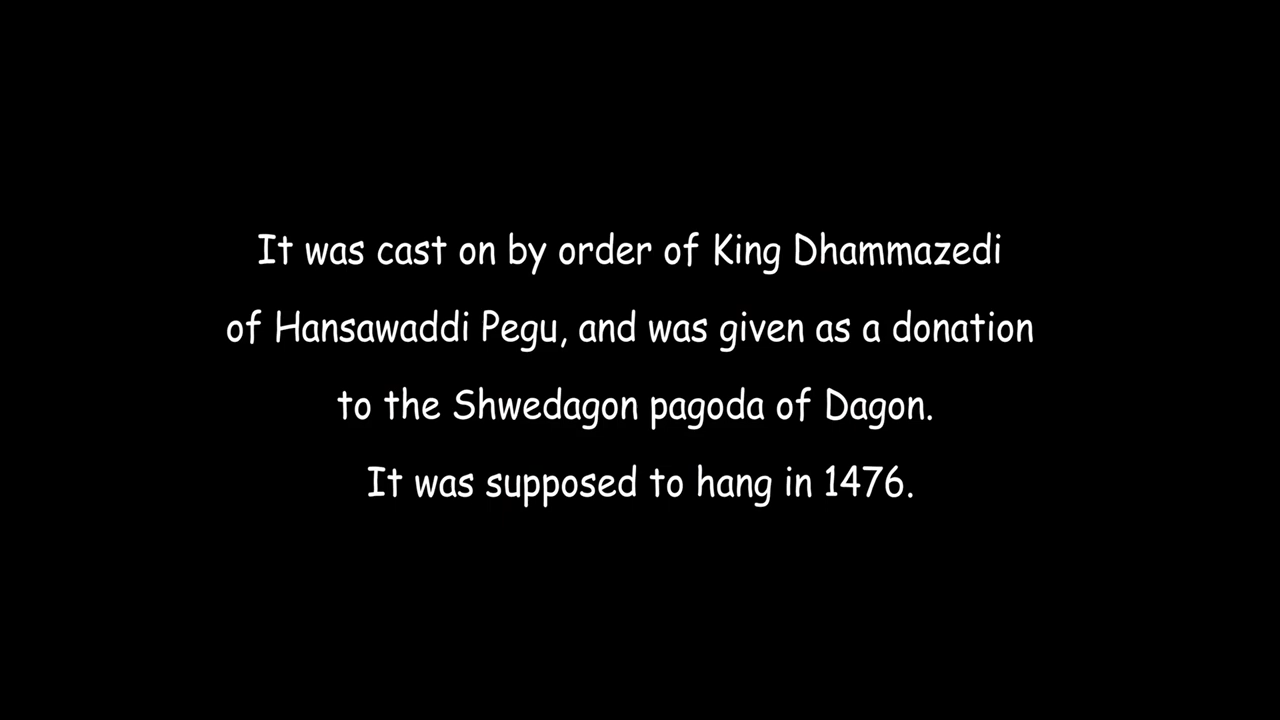 It was cast on by order of King Dhammazedi
of Hansawaddi Pegu, and was given as a donation
to the Shwedagon pagoda of Dagon.
It was supposed to hang in 1476.